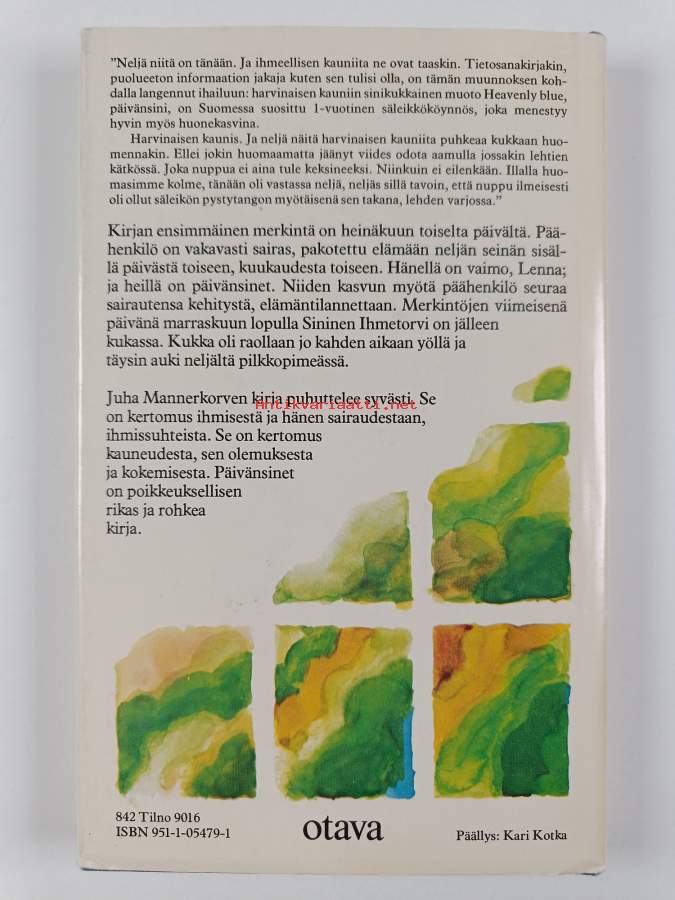 "Neljä niitä on tänään. Ja ihmeellisen kauniita ne ovat taaskin. Tietosanakirjakin,
puolueeton informaation jakaja kuten sen tulisi olla, on tämän muunnoksen koh-
dalla langennut ihailuun: harvinaisen kauniin sinikukkainen muoto Heavenly blue,
päivänsini, on Suomessa suosittu 1-vuotinen säleikkököynnös, joka menestyy
hyvin myös huonekasvina.
Harvinaisen kaunis. Ja neljä näitä harvinaisen kauniita puhkeaa kukkaan huo-
mennakin. Ellei jokin huomaamatta jäänyt viides odota aamulla jossakin lehtien
kätkössä. Joka nuppua ei aina tule keksineeksi. Niinkuin ei eilenkään. Illalla huo-
masimme kolme, tänään oli vastassa neljä, neljäs sillä tavoin, että nuppu ilmeisesti
oli ollut säleikön pystytangon myötäisenä sen takana, lehden varjossa."
Kirjan ensimmäinen merkintä on heinäkuun toiselta päivältä. Pää-
henkilö on vakavasti sairas, pakotettu elämään neljän seinän sisäl-
lä päivästä toiseen, kuukaudesta toiseen. Hänellä on vaimo, Lenna;
ja heillä on päivänsinet. Niiden kasvun myötä päähenkilö seuraa
sairautensa kehitystä, elämäntilannettaan. Merkintöjen viimeisenä
päivänä marraskuun lopulla Sininen Ihmetorvi on jälleen
kukassa. Kukka oli raollaan jo kahden aikaan yöllä ja
täysin auki neljältä pilkkopimeässä.
Juha Mannerkorven kirja puhuttelee syvästi. Se
Antikvariaatti.net
on kertomus ihmisestä ja hänen sairaudestaan,
ihmissuhteista. Se on kertomus
kauneudesta, sen olemuksesta
ja kokemisesta. Päivänsinet
on poikkeuksellisen
rikas ja rohkea
kirja.
842 Tilno 9016
ISBN 951-1-05479-1
otava
Päällys: Kari Kotka